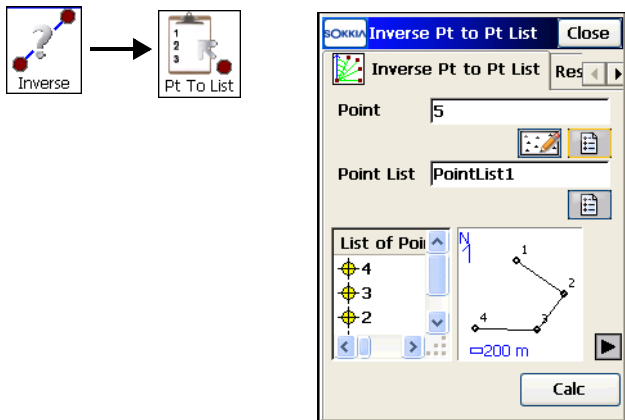 Inverse
1
2
3
Pt To List
SOKKIA Inverse Pt to Pt List Close
Inverse Pt to Pt List Res
Point 5
Point List PointList1
List of Poi
4
3
2
N
1
2
3
4
200 m
Calc